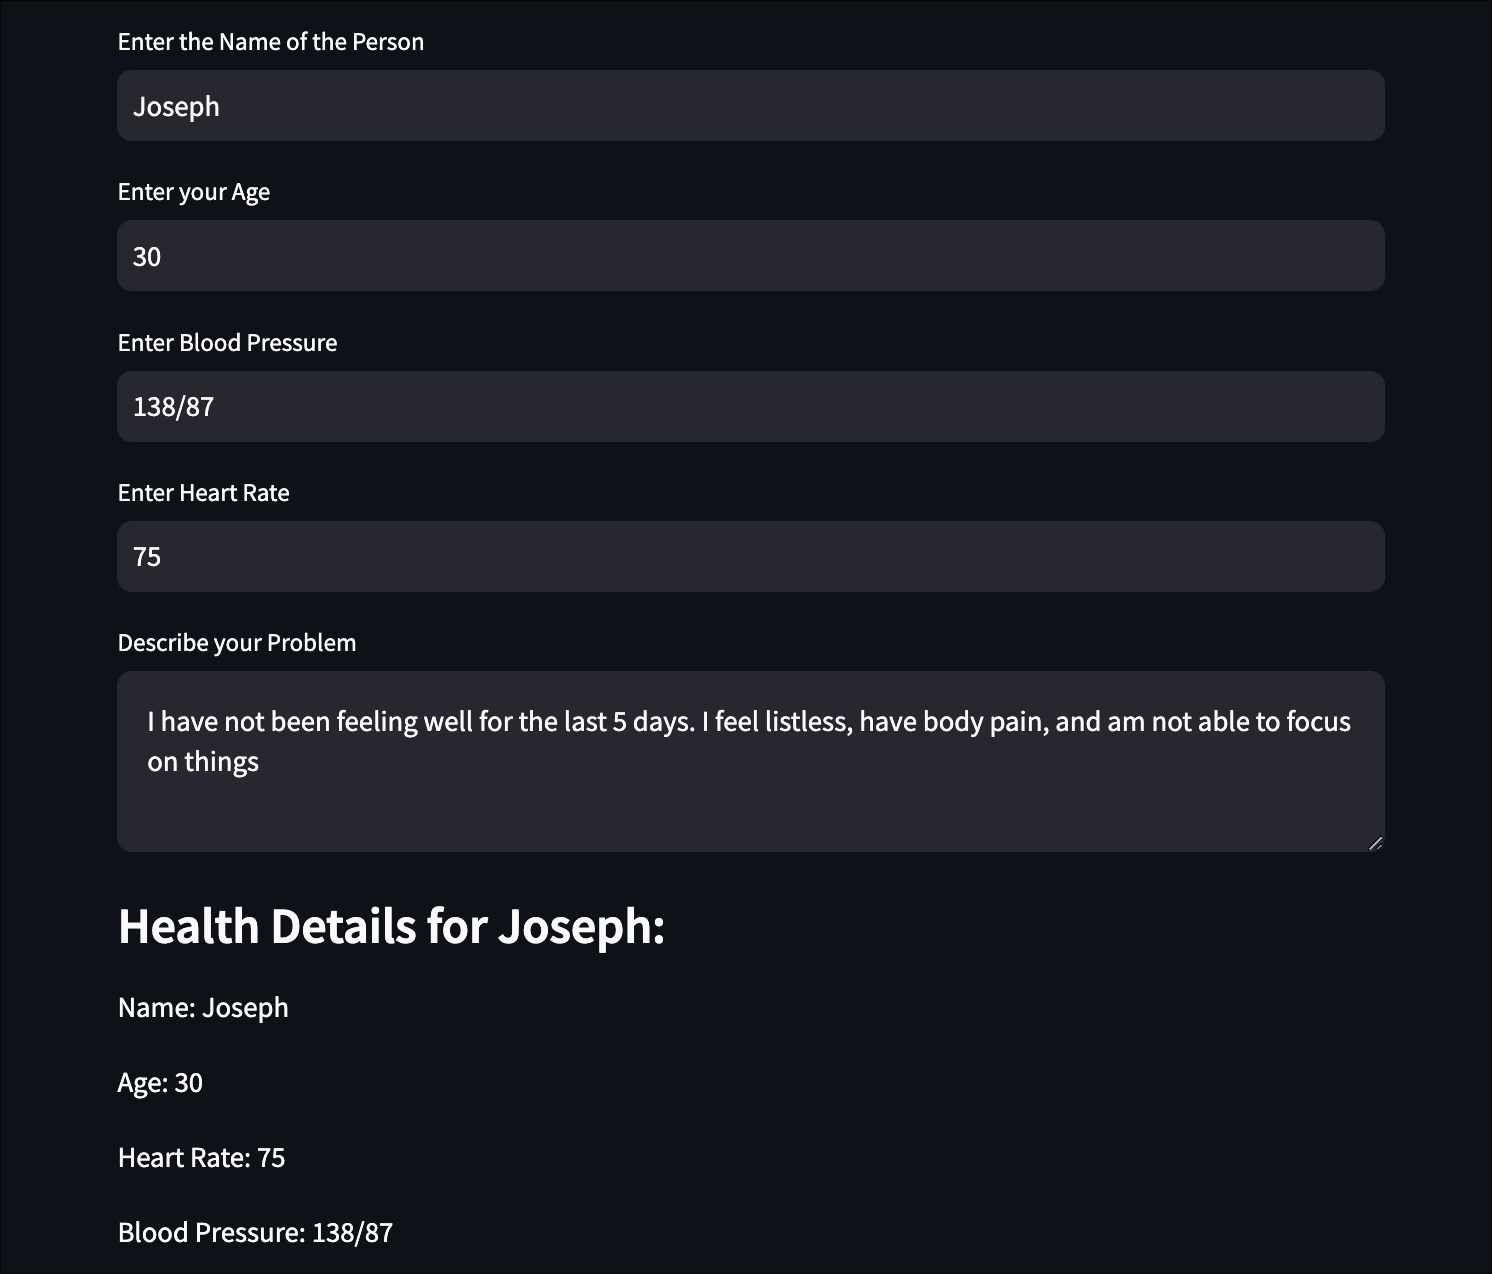 Enter the Name of the Person
Joseph
Enter your Age
30
Enter Blood Pressure
138/87
Enter Heart Rate
75
Describe your Problem
I have not been feeling well for the last 5 days. I feel listless, have body pain, and am not able to focus
on things
Health Details for Joseph:
Name: Joseph
Age: 30
Heart Rate: 75
Blood Pressure: 138/87